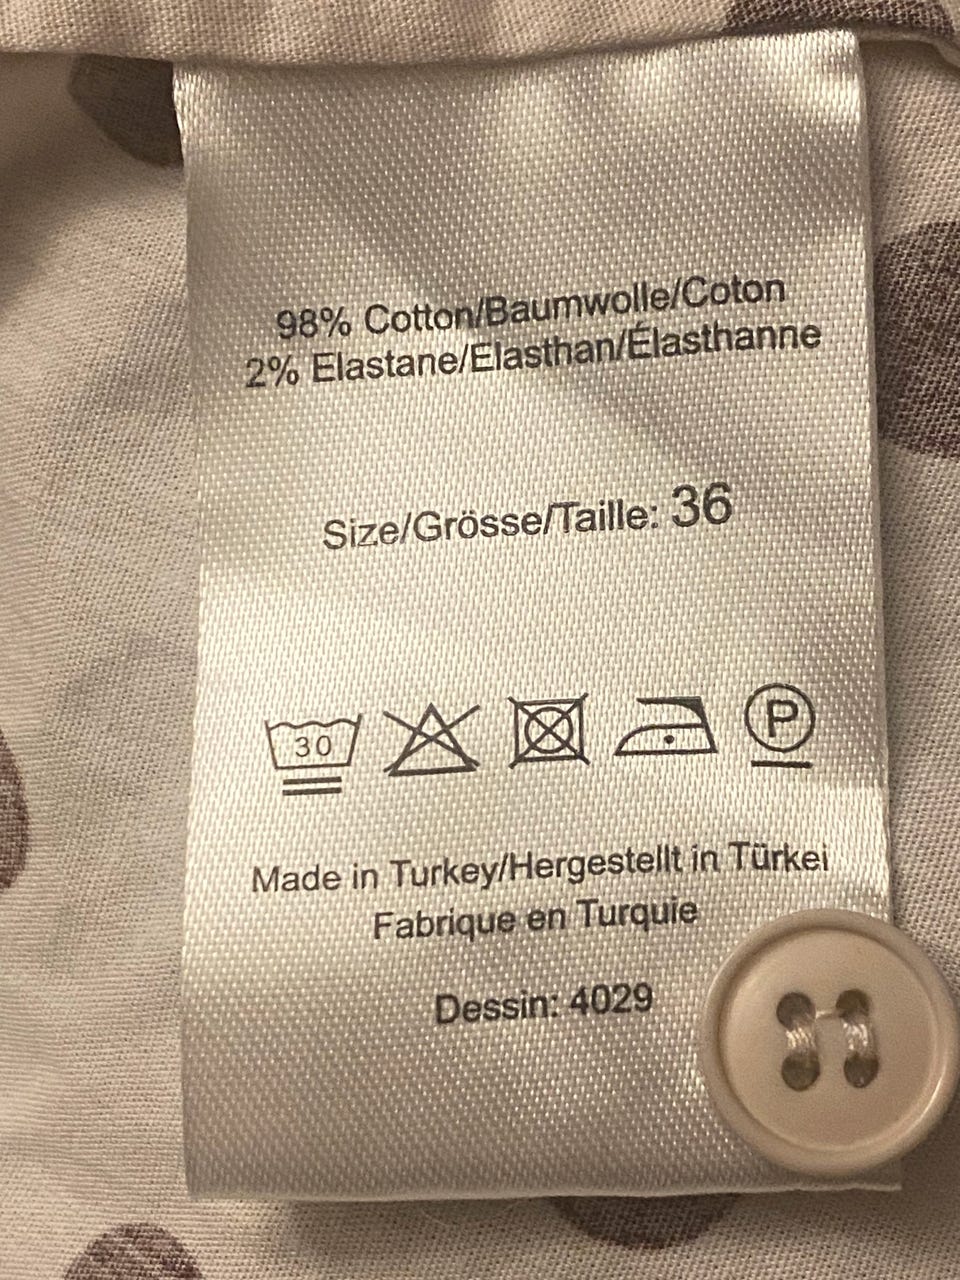 98% Cotton/Baumwolle/Coton
2% Elastane/Elasthan/Élasthanne
Size/Grösse/Taille: 36
30 P
Made in Turkey/Hergestellt in Türkei
Fabrique en Turquie
Dessin: 4029